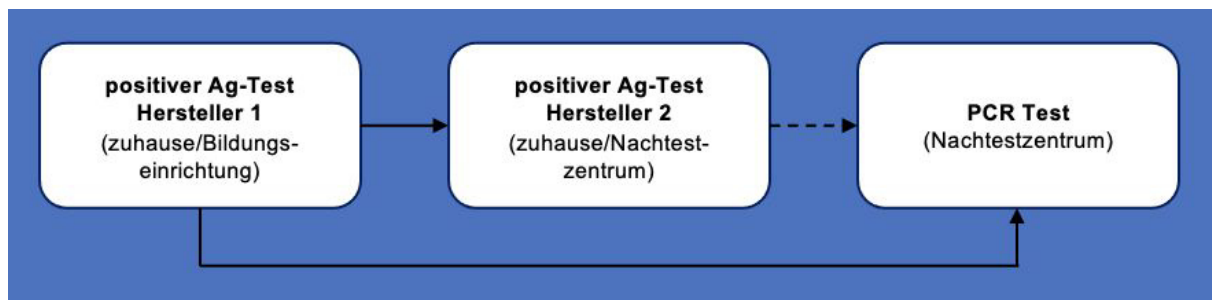 positiver Ag-Test
Hersteller 1
(zuhause/Bildungs-
einrichtung)
positiver Ag-Test
Hersteller 2
(zuhause/Nachtest-
zentrum)
PCR Test
(Nachtestzentrum)